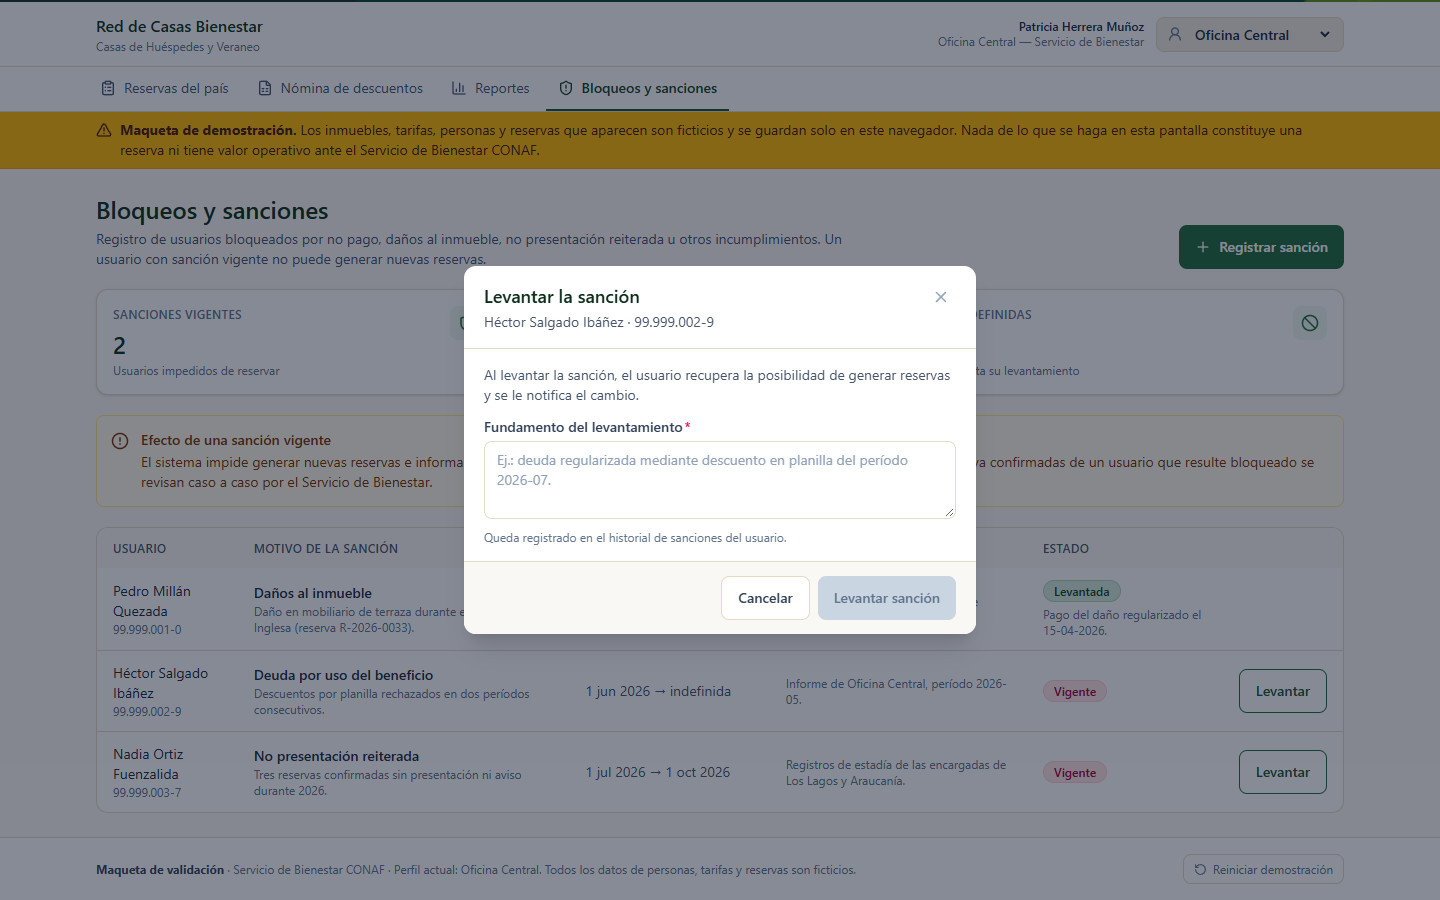 Red de Casas Bienestar
Casas de Huéspedes y Veraneo
Patricia Herrera Muñoz
Oficina Central — Servicio de Bienestar
Oficina Central
Reservas del país
Nómina de descuentos
Reportes
Bloqueos y sanciones
Maqueta de demostración. Los inmuebles, tarifas, personas y reservas que aparecen son ficticios y se guardan solo en este navegador. Nada de lo que se haga en esta pantalla constituye una
reserva ni tiene valor operativo ante el Servicio de Bienestar CONAF.
Bloqueos y sanciones
Registro de usuarios bloqueados por no pago, daños al inmueble, no presentación reiterada u otros incumplimientos. Un
usuario con sanción vigente no puede generar nuevas reservas.
Registrar sanción
SANCIONES VIGENTES
2
Usuarios impedidos de reservar
su levantamiento
Levantar la sanción
Héctor Salgado Ibáñez · 99.999.002-9
Al levantar la sanción, el usuario recupera la posibilidad de generar reservas
y se le notifica el cambio.
Fundamento del levantamiento*
Ej.: deuda regularizada mediante descuento en planilla del período
2026-07.
Queda registrado en el historial de sanciones del usuario.
Cancelar
Levantar sanción
Efecto de una sanción vigente
El sistema impide generar nuevas reservas e
confirmadas de un usuario que resulte bloqueado se
revisan caso a caso por el Servicio de Bienestar.
USUARIO
MOTIVO DE LA SANCIÓN
ESTADO
Pedro Millán
Quezada
99.999.001-0
Daños al inmueble
Daño en mobiliario de terraza durante
Inglesa (reserva R-2026-0033).
Levantada
Pago del daño regularizado el
15-04-2026.
Héctor Salgado
Ibáñez
99.999.002-9
Deuda por uso del beneficio
Descuentos por planilla rechazados en dos períodos
consecutivos.
1 jun 2026 → indefinida
Informe de Oficina Central, período 2026-
05.
Vigente
Levantar
Nadia Ortiz
Fuenzalida
99.999.003-7
No presentación reiterada
Tres reservas confirmadas sin presentación ni aviso
durante 2026.
1 jul 2026 → 1 oct 2026
Registros de estadía de las encargadas de
Los Lagos y Araucanía.
Vigente
Levantar
Maqueta de validación · Servicio de Bienestar CONAF · Perfil actual: Oficina Central. Todos los datos de personas, tarifas y reservas son ficticios.
Reiniciar demostración